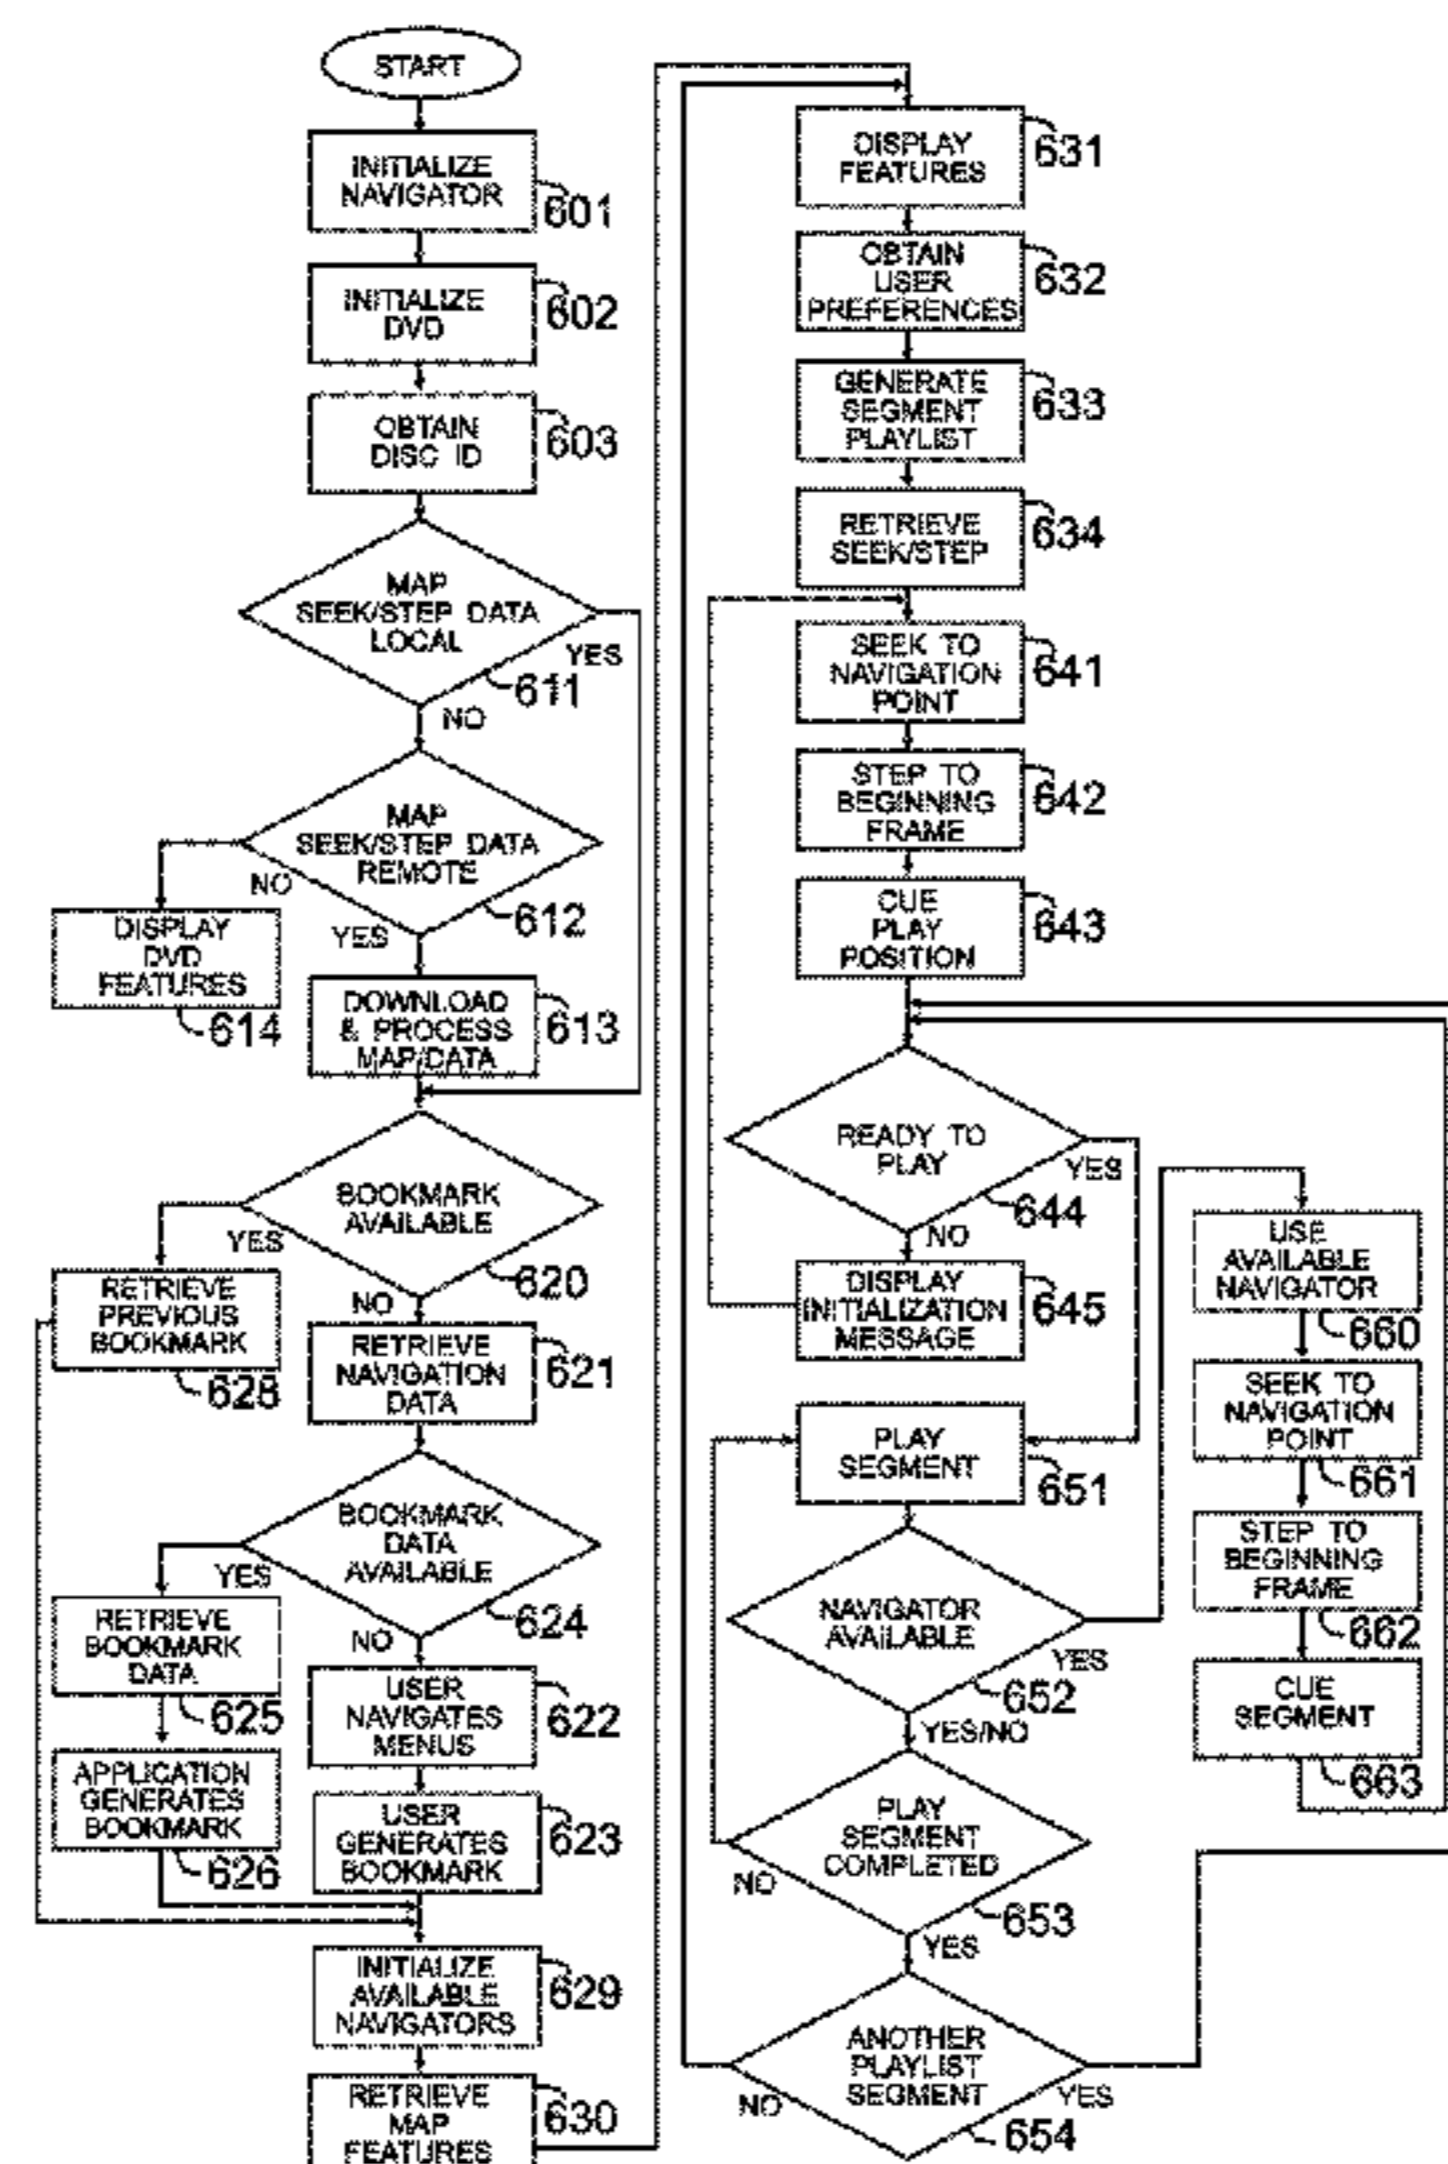 START
INITIALIZE
NAVIGATOR
601
INITIALIZE
DVD
602
OBTAIN
DISC ID
603
MAP
SEEK/STEP DATA
LOCAL
YES
611
NO
MAP
SEEK/STEP DATA
REMOTE
NO
612
YES
DISPLAY
DVD
FEATURES
614
DOWNLOAD
& PROCESS
MAP/DATA
613
BOOKMARK
AVAILABLE
YES
620
NO
RETRIEVE
PREVIOUS
BOOKMARK
628
RETRIEVE
NAVIGATION
DATA
621
BOOKMARK
DATA
AVAILABLE
YES
624
NO
RETRIEVE
BOOKMARK
DATA
625
USER
NAVIGATES
MENUS
622
APPLICATION
GENERATES
BOOKMARK
626
USER
GENERATES
BOOKMARK
623
INITIALIZE
AVAILABLE
NAVIGATORS
629
RETRIEVE
MAP
FEATURES
630
DISPLAY
FEATURES
631
OBTAIN
USER
PREFERENCES
632
GENERATE
SEGMENT
PLAYLIST
633
RETRIEVE
SEEK/STEP
634
SEEK TO
NAVIGATION
POINT
641
STEP TO
BEGINNING
FRAME
642
CUE
PLAY
POSITION
643
READY TO
PLAY
YES
644
NO
DISPLAY
INITIALIZATION
MESSAGE
645
PLAY
SEGMENT
651
NAVIGATOR
AVAILABLE
YES
652
YES/NO
PLAY
SEGMENT
COMPLETED
NO
653
YES
ANOTHER
PLAYLIST
SEGMENT
NO
YES
654
USE
AVAILABLE
NAVIGATOR
660
SEEK TO
NAVIGATION
POINT
661
STEP TO
BEGINNING
FRAME
662
CUE
SEGMENT
663